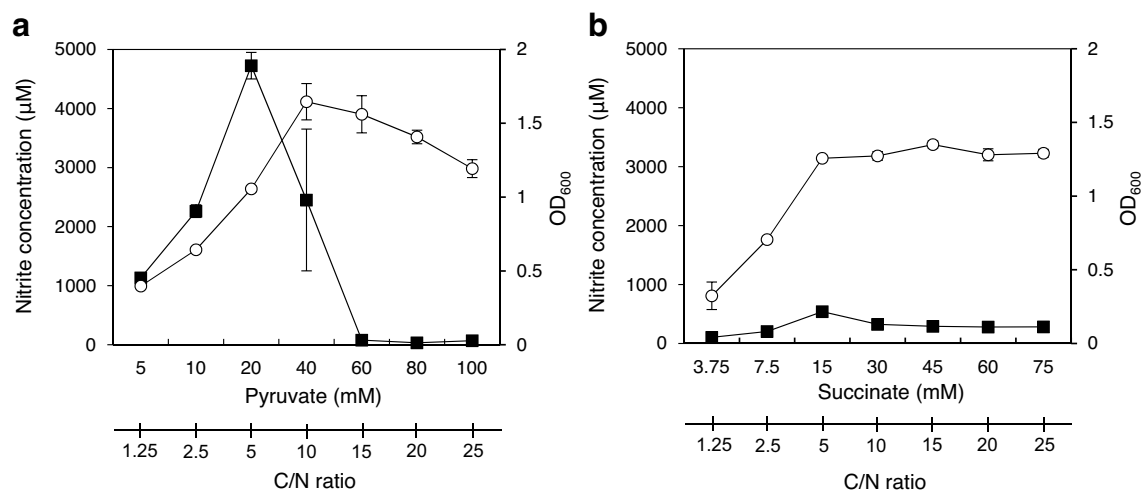 a
Nitrite concentration (µM)
5000
4000
3000
2000
1000
0
2
1.5
1
0.5
0
OD600
5 10 20 40 60 80 100
Pyruvate (mM)
1.25 2.5 5 10 15 20 25
C/N ratio
b
Nitrite concentration (µM)
5000
4000
3000
2000
1000
0
2
1.5
1
0.5
0
OD600
3.75 7.5 15 30 45 60 75
Succinate (mM)
1.25 2.5 5 10 15 20 25
C/N ratio